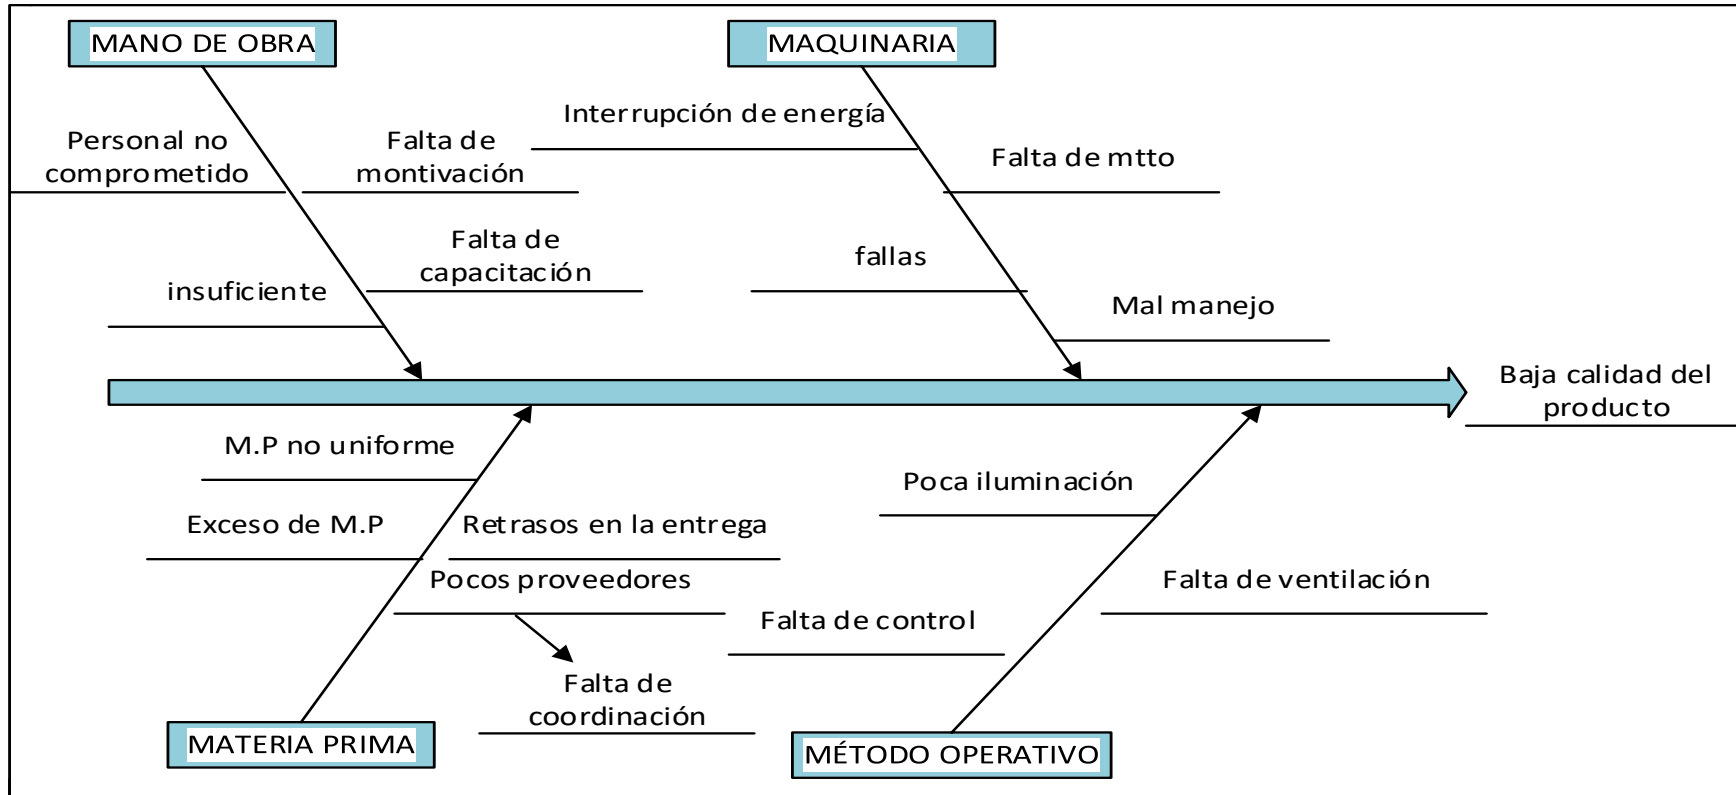 MANO DE OBRA
MAQUINARIA
Interrupción de energía
Personal no
comprometido
Falta de
montivación
Falta de mtto
Falta de
capacitación
fallas
insuficiente
Mal manejo
Baja calidad del
producto
M.P no uniforme
Poca iluminación
Exceso de M.P
Retrasos en la entrega
Pocos proveedores
Falta de ventilación
Falta de control
Falta de
coordinación
MATERIA PRIMA
MÉTODO OPERATIVO